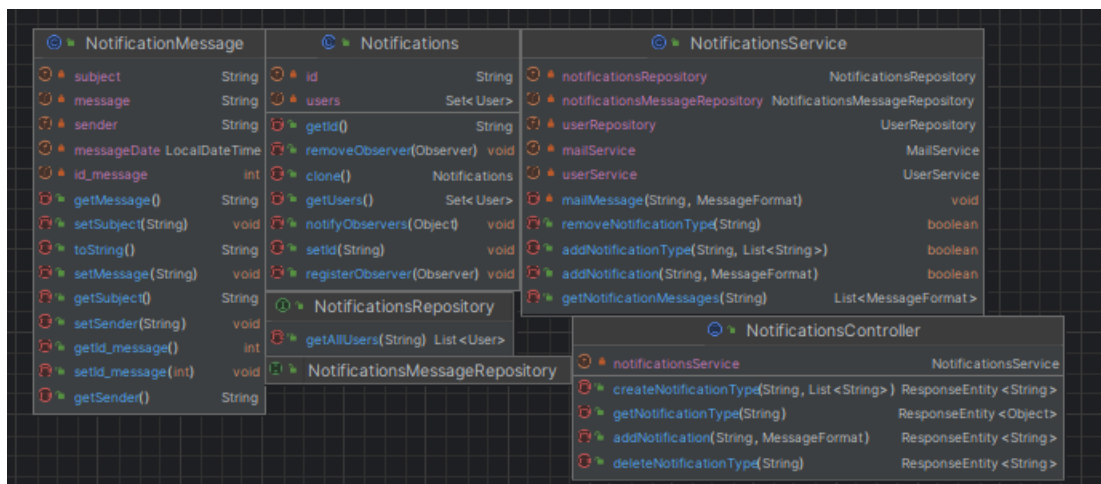 NotificationMessage
subject String
message String
sender String
messageDate LocalDateTime
id_message int
getMessage() String
setSubject(String) void
toString() String
setMessage(String) void
getSubject() String
setSender(String) void
getId_message() int
setId_message(int) void
getSender() String
Notifications
id String
users Set<User>
getId() String
removeObserver(Observer) void
clone() Notifications
getUsers() Set<User>
notifyObservers(Object) void
setId(String)
registerObserver(Observer) void
NotificationsRepository
getAllUsers(String) List<User>
NotificationsMessageRepository
NotificationsService
notificationsRepository NotificationsRepository
notificationsMessageRepository NotificationsMessageRepository
userRepository UserRepository
mailService MailService
userService UserService
mailMessage(String, MessageFormat) void
removeNotificationType(String) boolean
addNotificationType(String, List<String>) boolean
addNotification(String, MessageFormat) boolean
getNotificationMessages(String) List<MessageFormat>
NotificationsController
notificationsService NotificationsService
createNotificationType(String, List<String>) ResponseEntity<String>
getNotificationType(String) ResponseEntity<Object>
addNotification(String, MessageFormat) ResponseEntity<String>
deleteNotificationType(String) ResponseEntity<String>